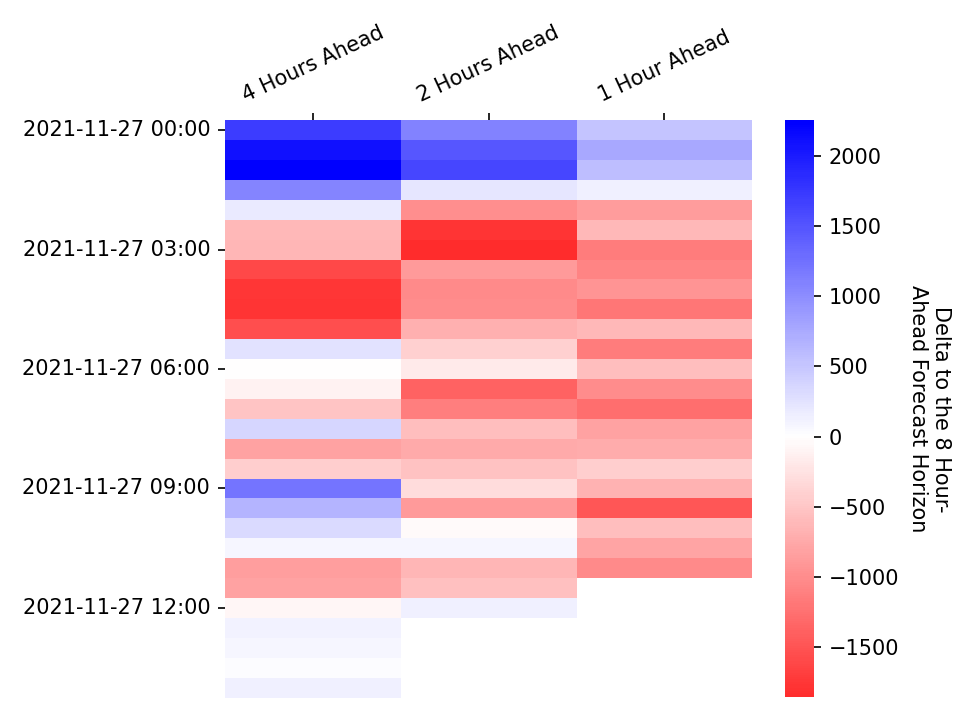 4 Hours Ahead
2 Hours Ahead
1 Hour Ahead
2021-11-27 00:00
2021-11-27 03:00
2021-11-27 06:00
2021-11-27 09:00
2021-11-27 12:00
2000
1500
1000
500
0
−500
−1000
−1500
Delta to the 8 Hour-
Ahead Forecast Horizon